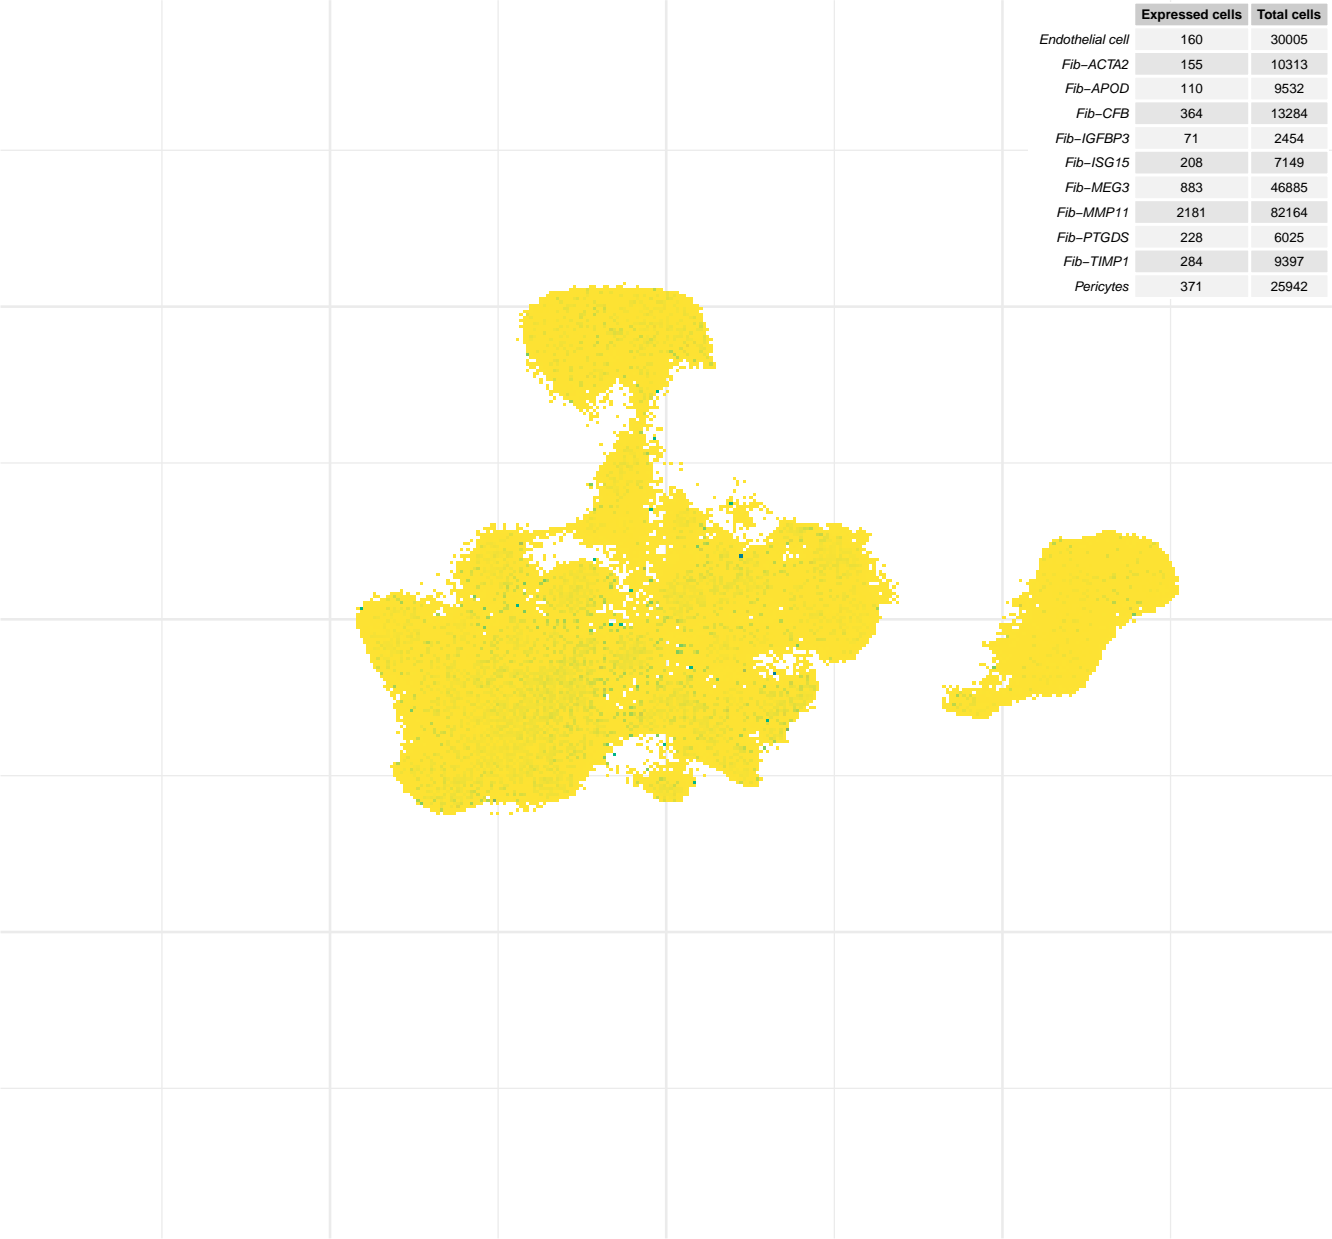 Expressed cells Total cells
Endothelial cell 160 30005
Fib−ACTA2 155 10313
Fib−APOD 110 9532
Fib−CFB 364 13284
Fib−IGFBP3 71 2454
Fib−ISG15 208 7149
Fib−MEG3 883 46885
Fib−MMP11 2181 82164
Fib−PTGDS 228 6025
Fib−TIMP1 284 9397
Pericytes 371 25942